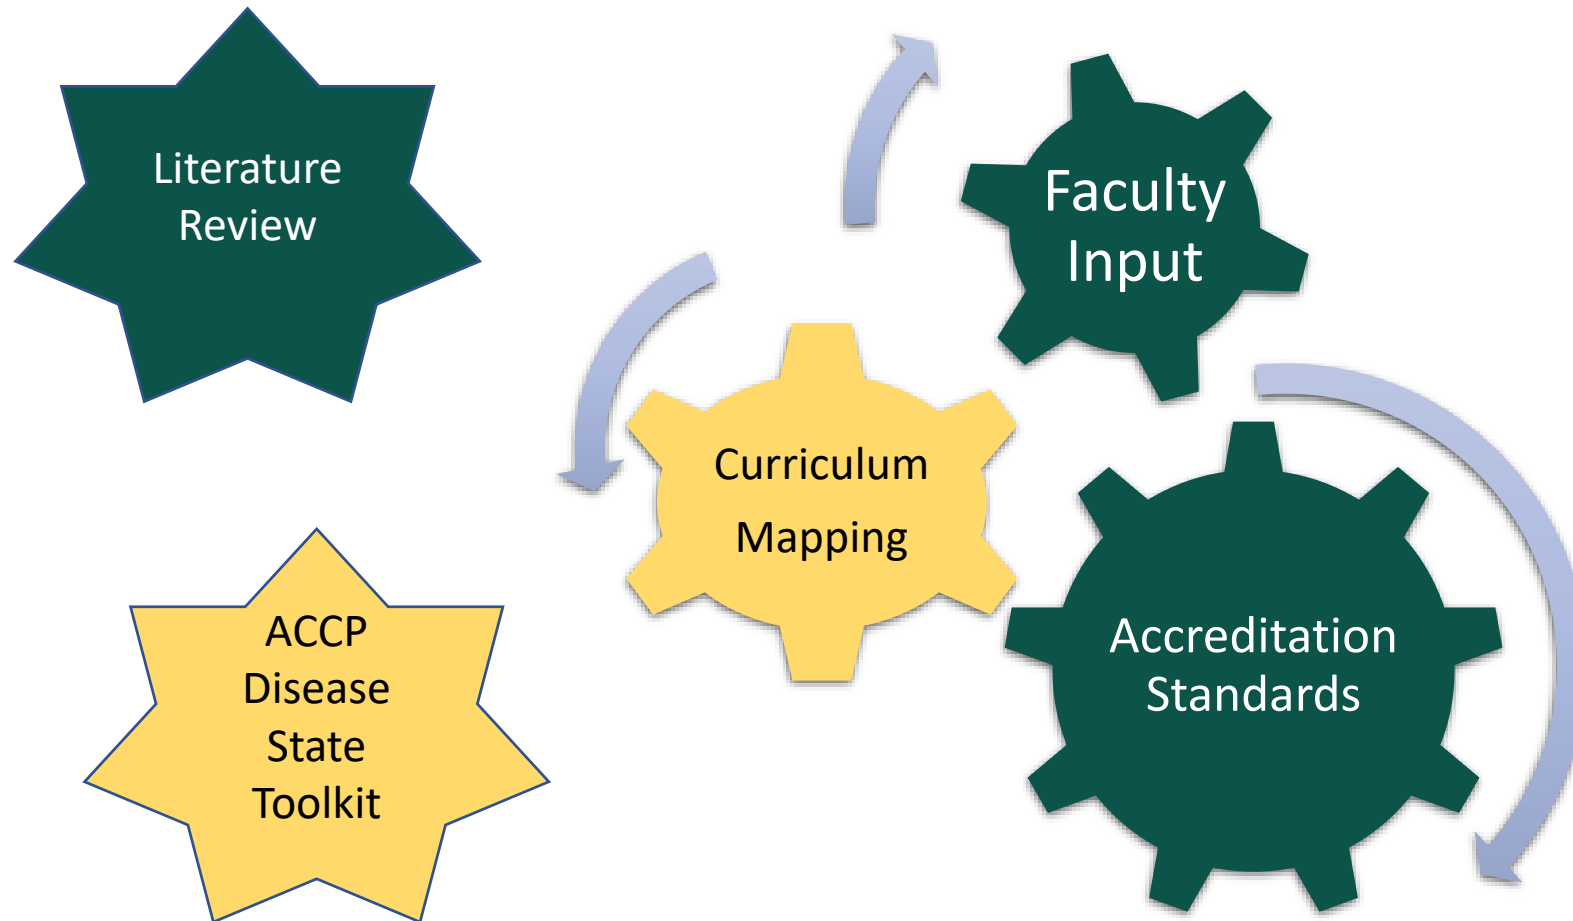 Literature
Review
Faculty
Input
Curriculum
Mapping
Accreditation
Standards
ACCP
Disease
State
Toolkit